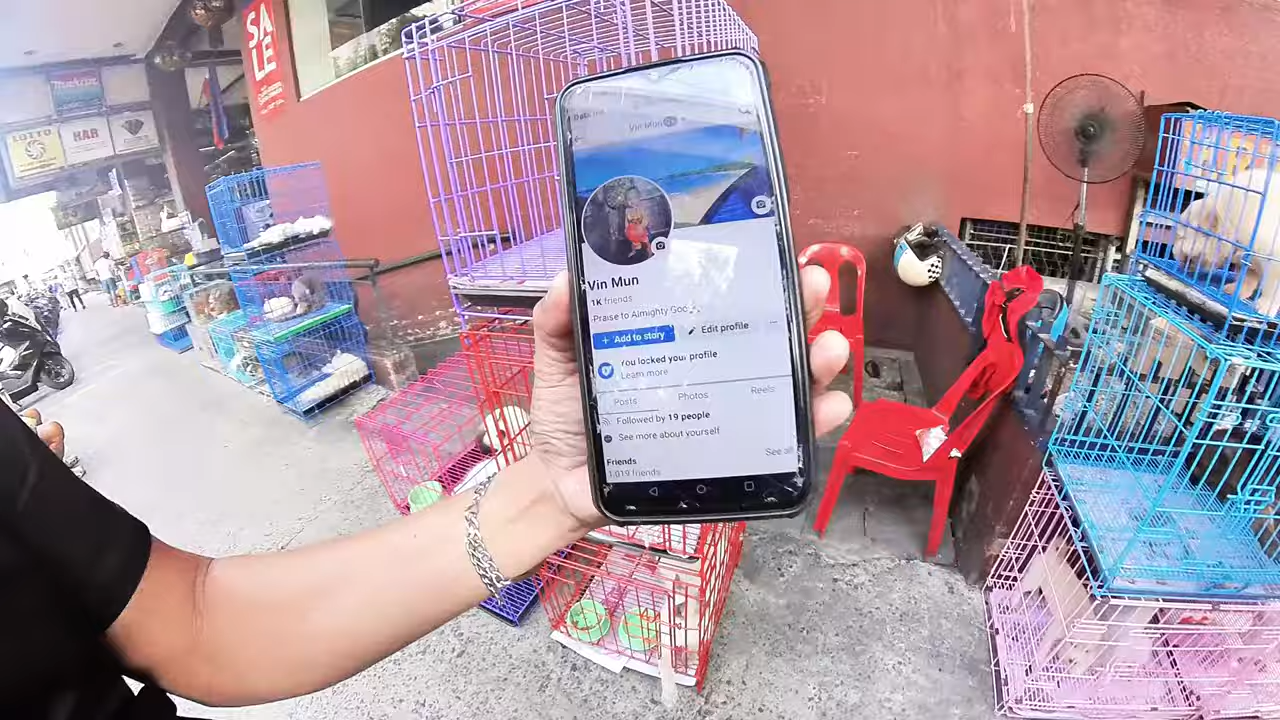 SALE
LOTTO
HAR
Vin Mun
Vin Mun
1K friends
Praise to Almighty God
+ Add to story
Edit profile
...
You locked your profile
Learn more
Posts
Photos
Reels
Followed by 19 people
See more about yourself
Friends
See all
1,019 friends